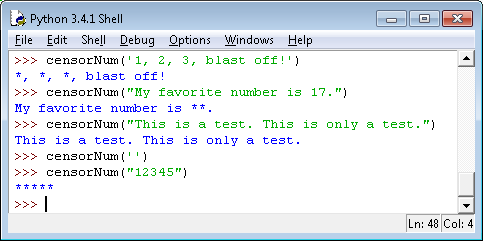 Python 3.4.1 Shell
File Edit Shell Debug Options Windows Help
>>> censorNum('1, 2, 3, blast off!')
*, *, *, blast off!
>>> censorNum("My favorite number is 17.")
My favorite number is **.
>>> censorNum("This is a test. This is only a test.")
This is a test. This is only a test.
>>> censorNum('')
>>> censorNum("12345")
*****
>>>
Ln: 48 Col: 4